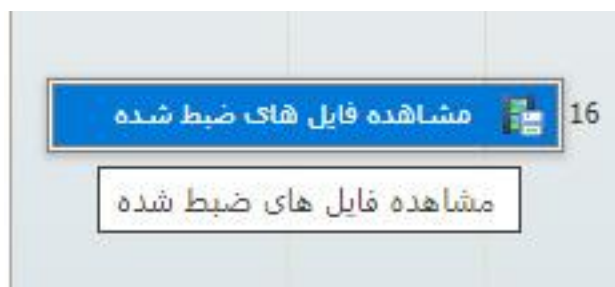 16 مشاهده فایل های ضبط شده
مشاهده فایل های ضبط شده